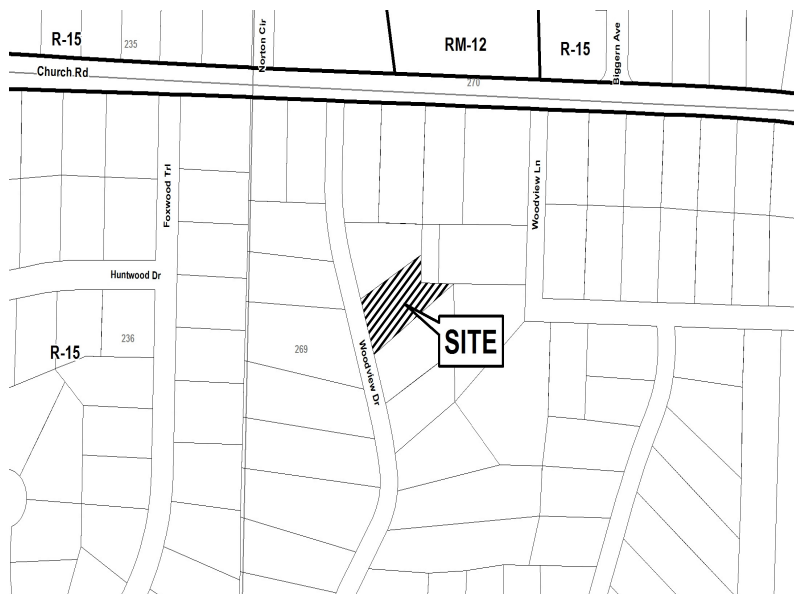 R-15
235
Norton Cir
RM-12
R-15
Biggern Ave
Church Rd
270
Foxwood Trl
Woodview Ln
Huntwood Dr
236
R-15
269
Woodview Dr
SITE